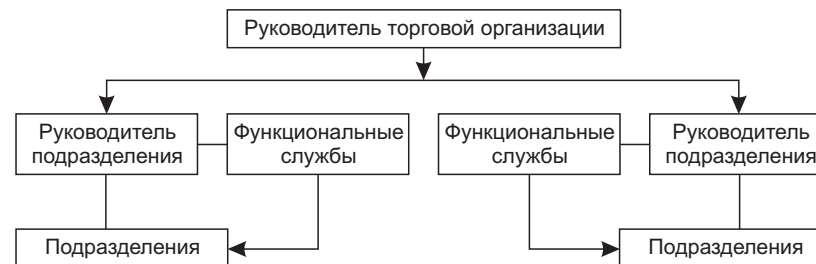 Руководитель торговой организации
Руководитель
подразделения
Функциональные
службы
Функциональные
службы
Руководитель
подразделения
Подразделения
Подразделения